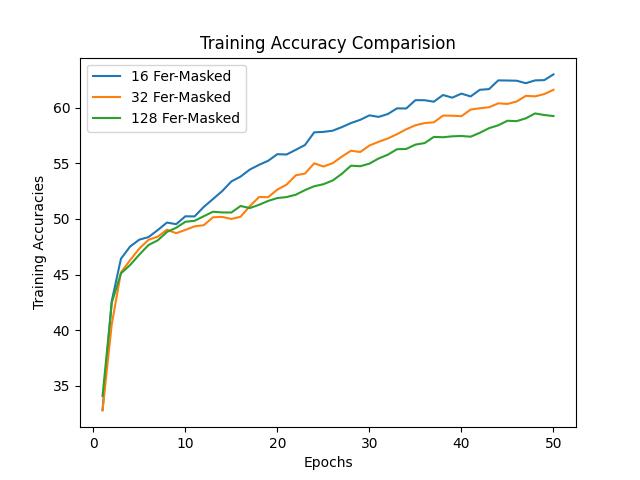 Training Accuracy Comparision
16 Fer-Masked
32 Fer-Masked
128 Fer-Masked
Training Accuracies
60
55
50
45
40
35
0 10 20 30 40 50
Epochs